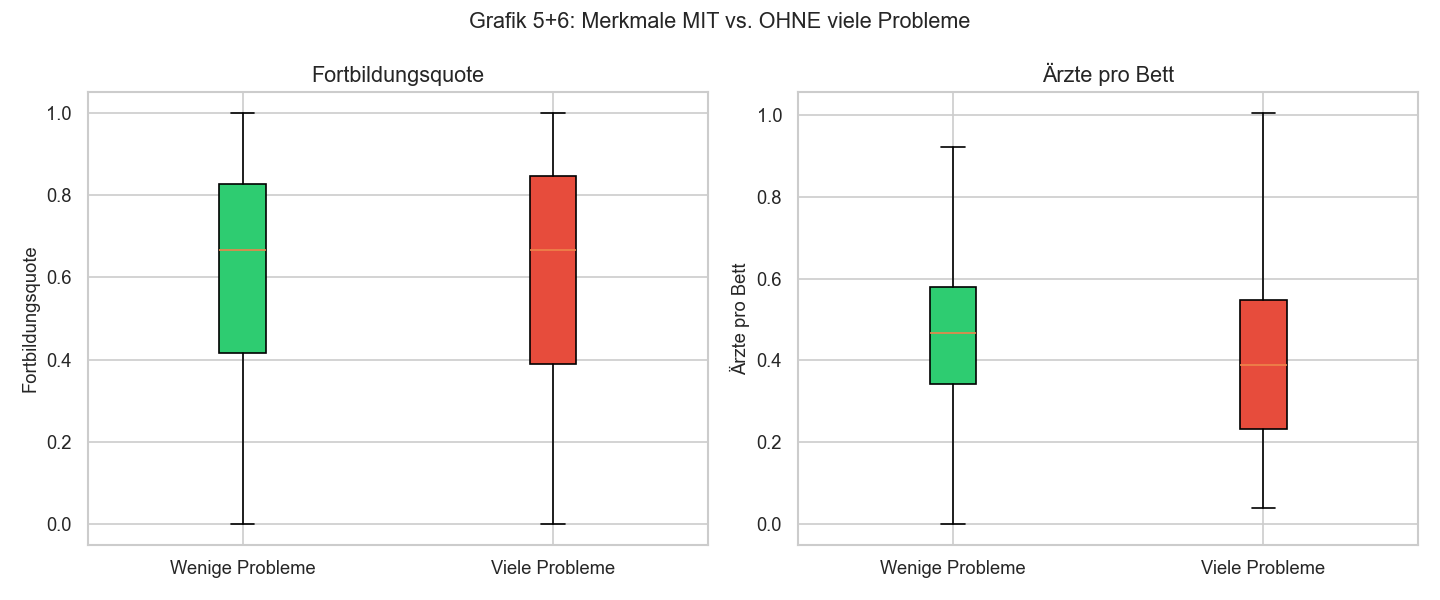 Grafik 5+6: Merkmale MIT vs. OHNE viele Probleme
Fortbildungsquote
Fortbildungsquote
1.0
0.8
0.6
0.4
0.2
0.0
Wenige Probleme
Viele Probleme
Ärzte pro Bett
Ärzte pro Bett
1.0
0.8
0.6
0.4
0.2
0.0
Wenige Probleme
Viele Probleme